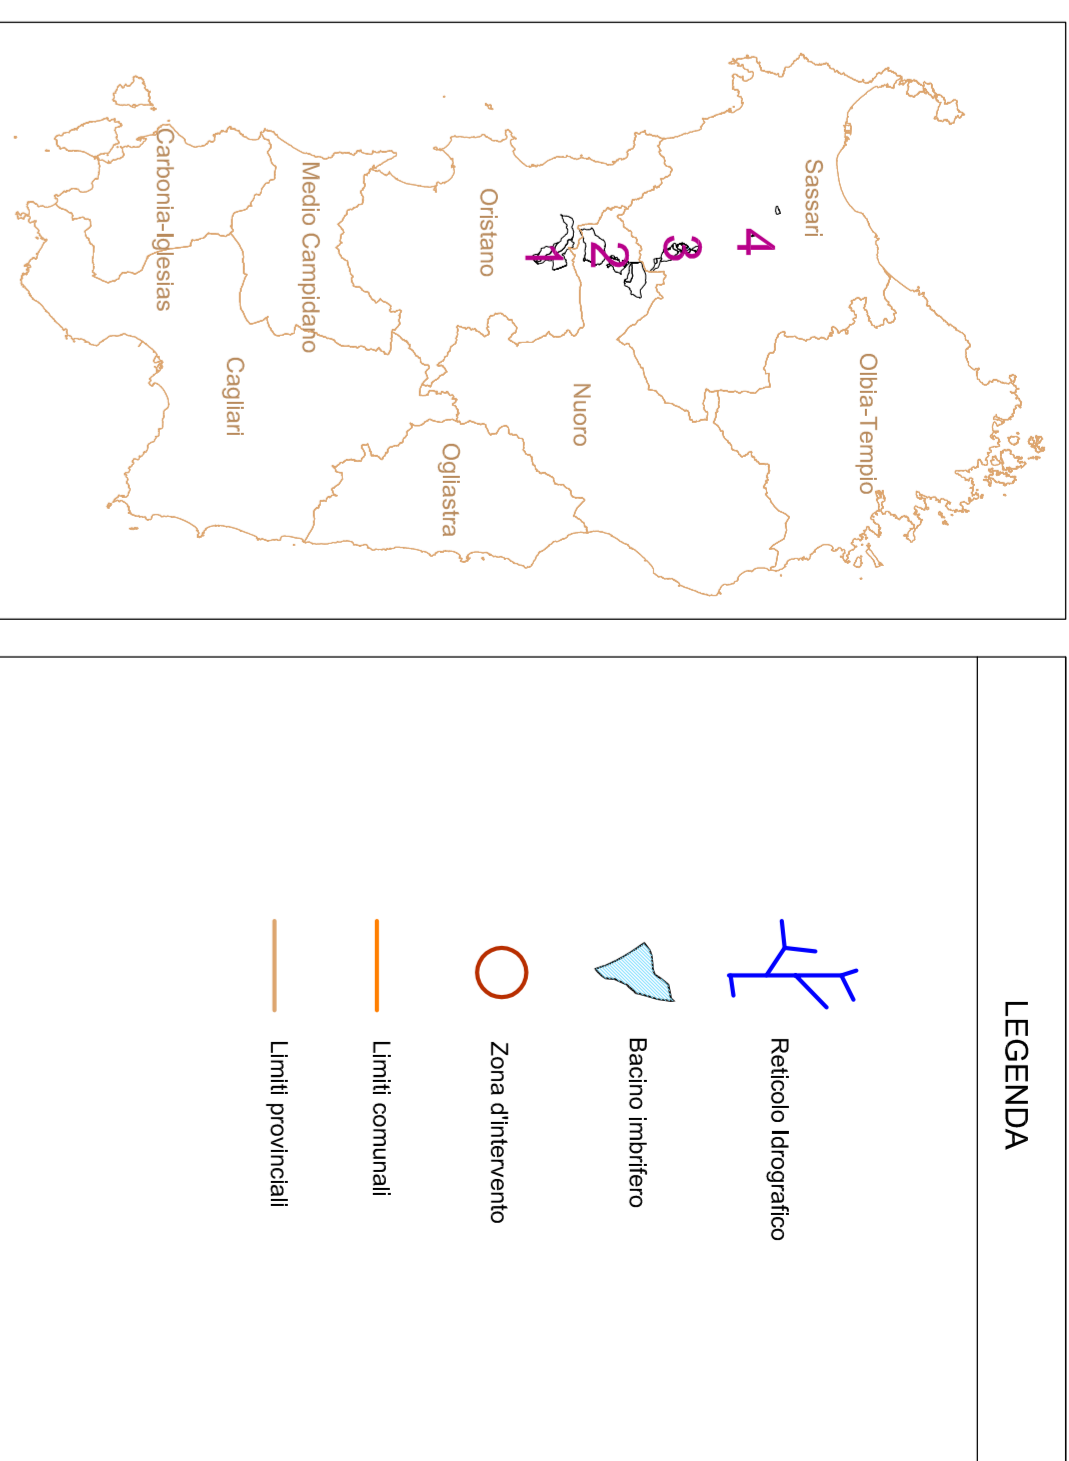 Sassari
Olbia-Tempio
4
3
2
1
Nuoro
Oristano
Ogliastra
Medio Campidano
Cagliari
Carbonia-Iglesias
LEGENDA
Reticolo Idrografico
Bacino imbrifero
Zona d'intervento
Limiti comunali
Limiti provinciali